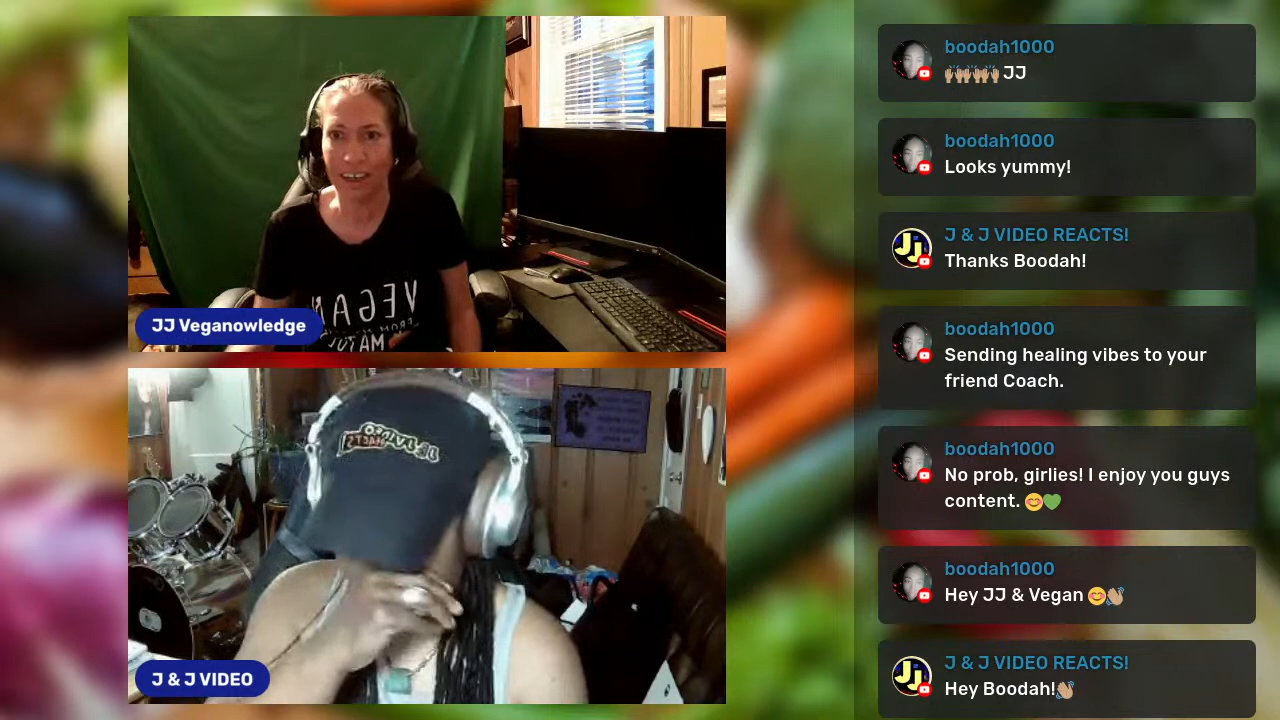 JJ Veganowledge
VEGAN
J & J VIDEO
boodah1000
🙌🏽🙌🏽🙌🏽 JJ
boodah1000
Looks yummy!
J & J VIDEO REACTS!
Thanks Boodah!
boodah1000
Sending healing vibes to your
friend Coach.
boodah1000
No prob, girlies! I enjoy you guys
content. 😊💚
boodah1000
Hey JJ & Vegan 😊👋🏽
J & J VIDEO REACTS!
Hey Boodah!👋🏽